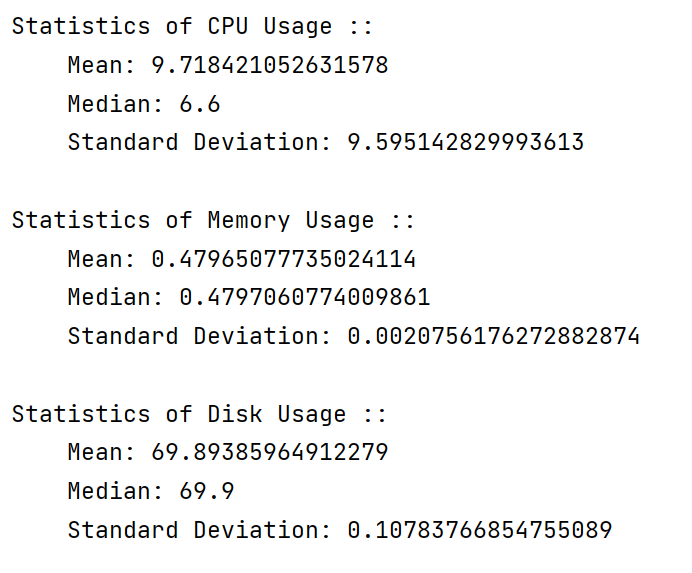 Statistics of CPU Usage ::
Mean: 9.718421052631578
Median: 6.6
Standard Deviation: 9.595142829993613
Statistics of Memory Usage ::
Mean: 0.47965077735024114
Median: 0.4797060774009861
Standard Deviation: 0.0020756176272882874
Statistics of Disk Usage ::
Mean: 69.89385964912279
Median: 69.9
Standard Deviation: 0.10783766854755089